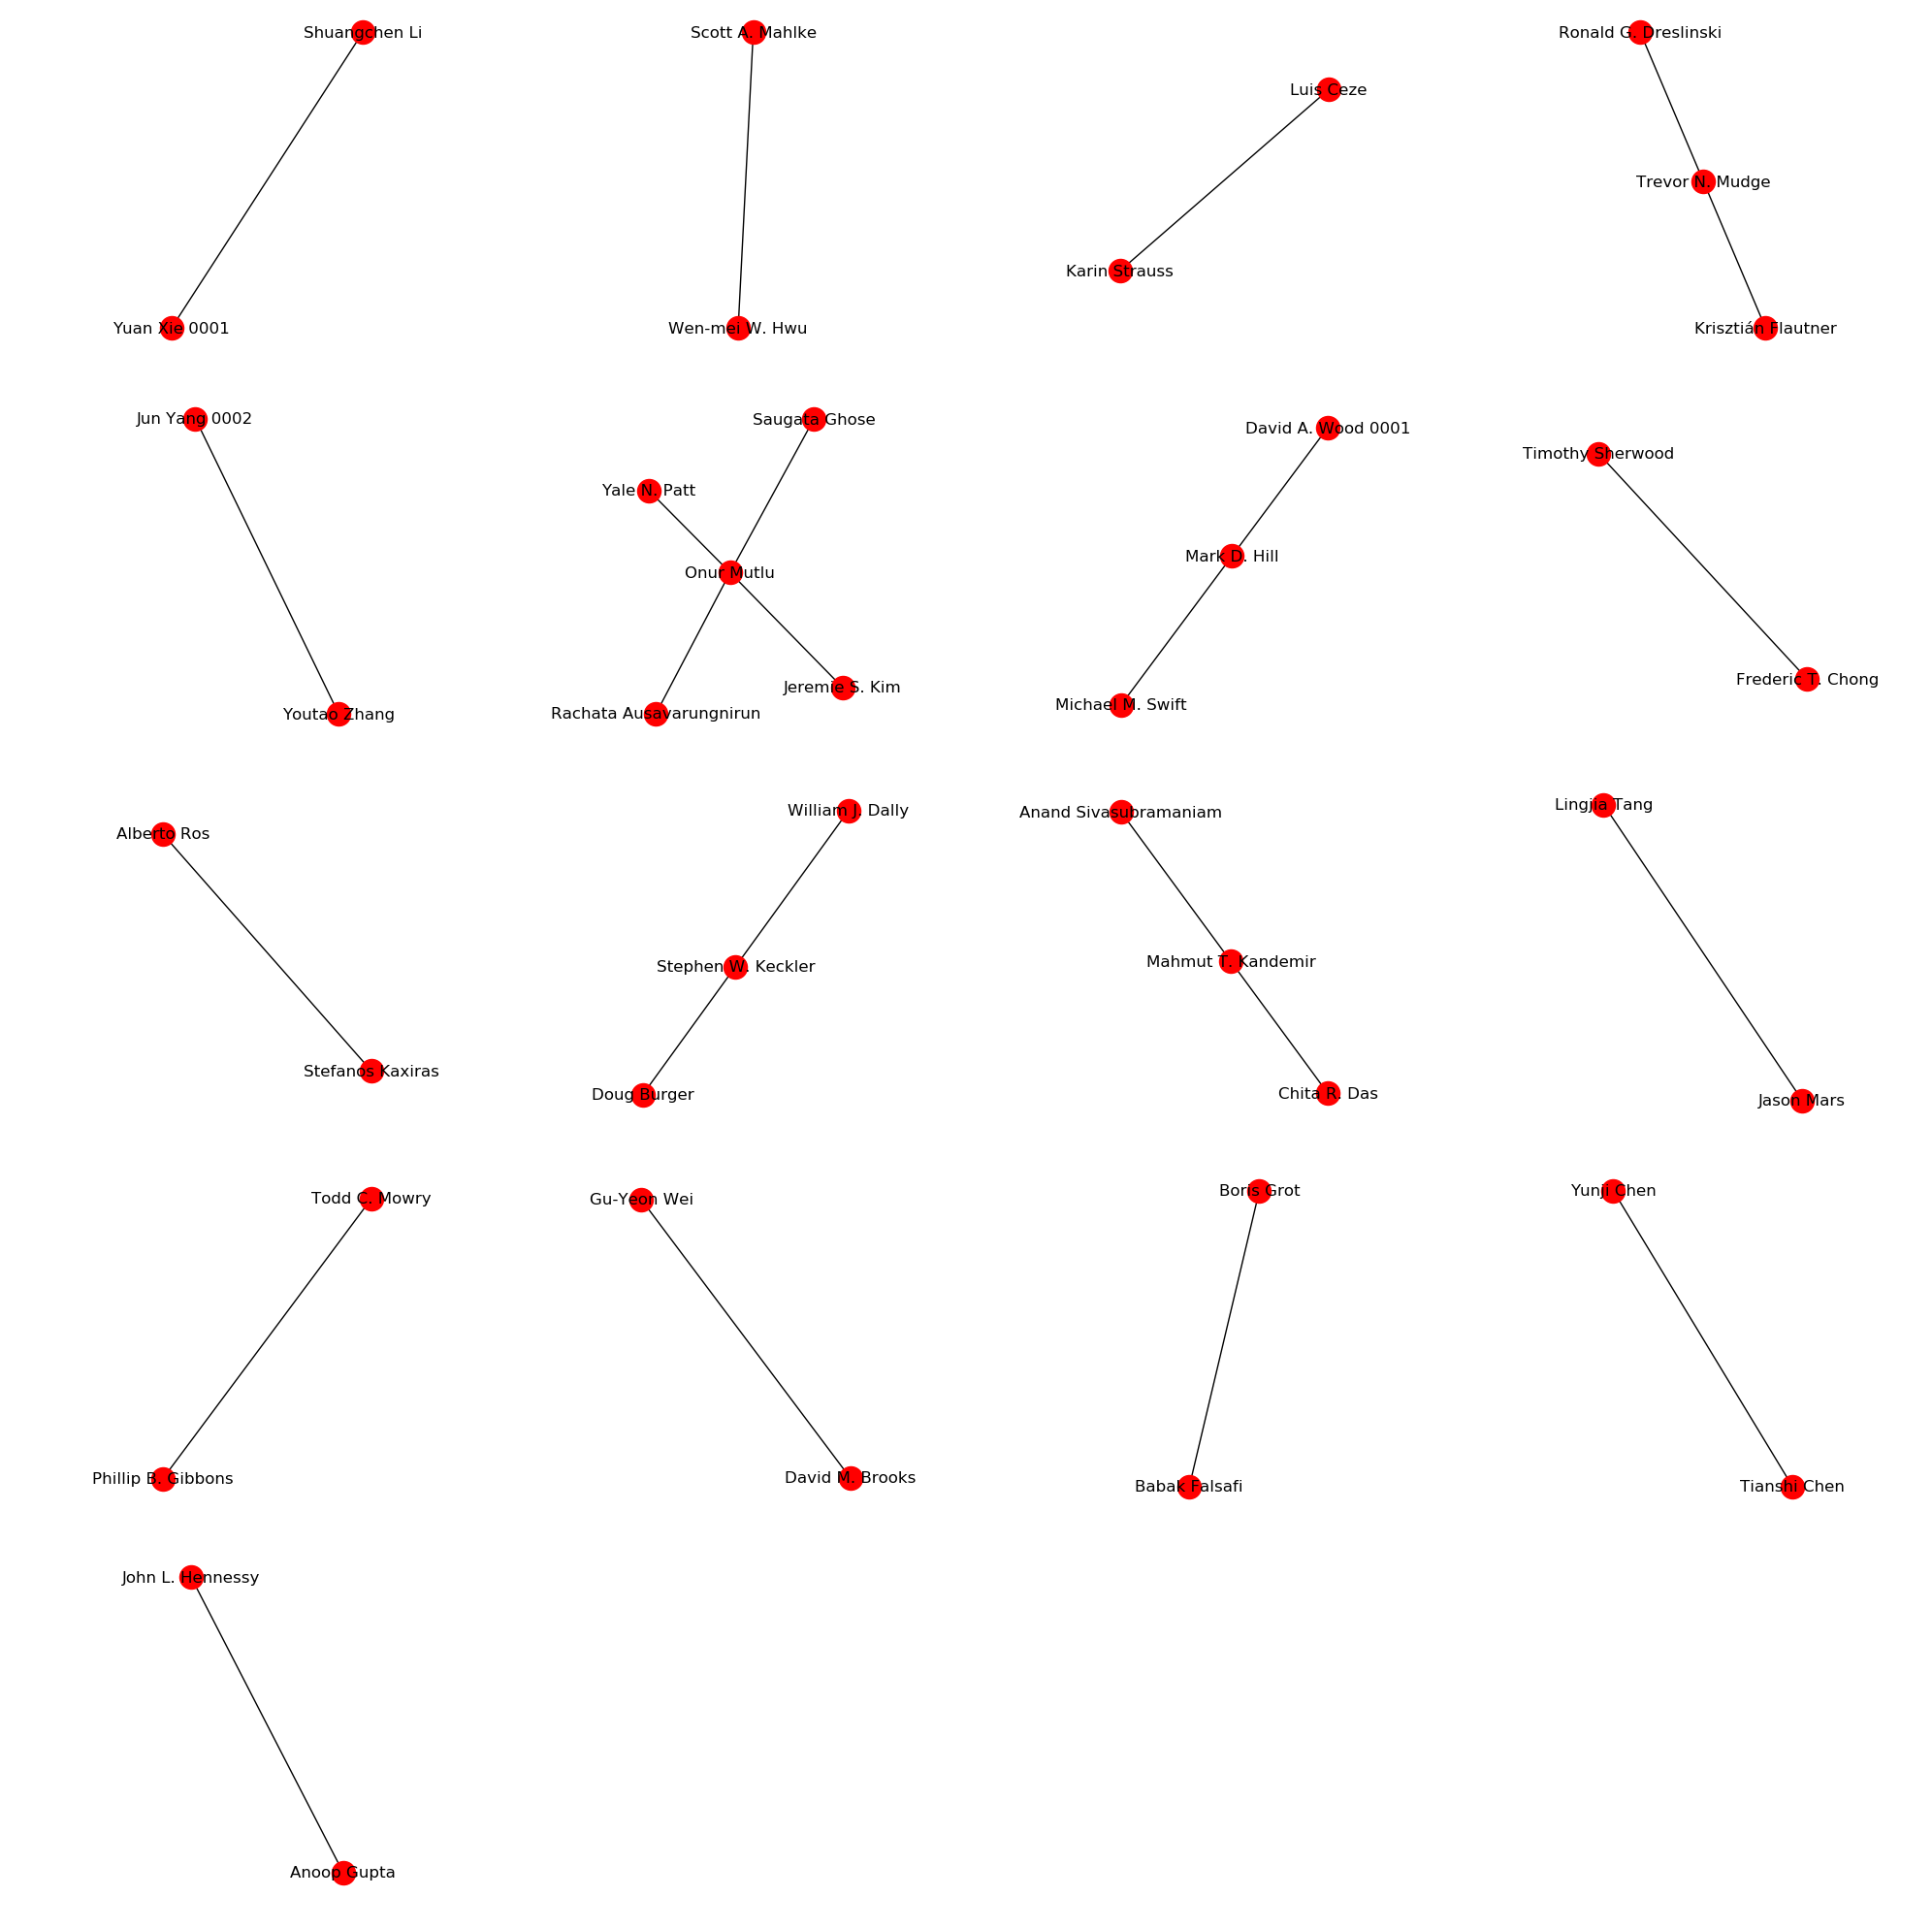 Shuangchen Li
Yuan Xie 0001
Scott A. Mahlke
Wen-mei W. Hwu
Luis Ceze
Karin Strauss
Ronald G. Dreslinski
Trevor N. Mudge
Krisztián Flautner
Jun Yang 0002
Youtao Zhang
Saugata Ghose
Yale N. Patt
Onur Mutlu
Jeremie S. Kim
Rachata Ausavarungnirun
David A. Wood 0001
Mark D. Hill
Michael M. Swift
Timothy Sherwood
Frederic T. Chong
Alberto Ros
Stefanos Kaxiras
William J. Dally
Stephen W. Keckler
Doug Burger
Anand Sivasubramaniam
Mahmut T. Kandemir
Chita R. Das
Lingjia Tang
Jason Mars
Todd C. Mowry
Phillip B. Gibbons
Gu-Yeon Wei
David M. Brooks
Boris Grot
Babak Falsafi
Yunji Chen
Tianshi Chen
John L. Hennessy
Anoop Gupta